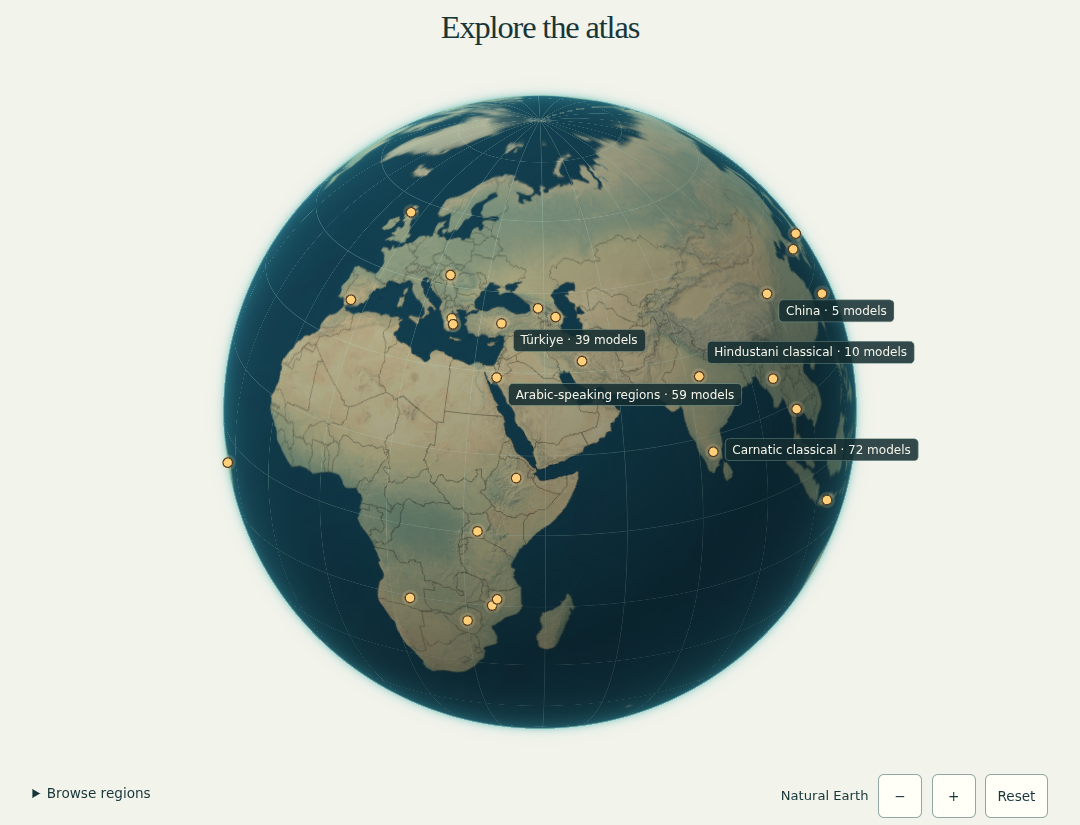 Explore the atlas
China · 5 models
Türkiye · 39 models
Hindustani classical · 10 models
Arabic-speaking regions · 59 models
Carnatic classical · 72 models
▶ Browse regions
Natural Earth
−
+
Reset